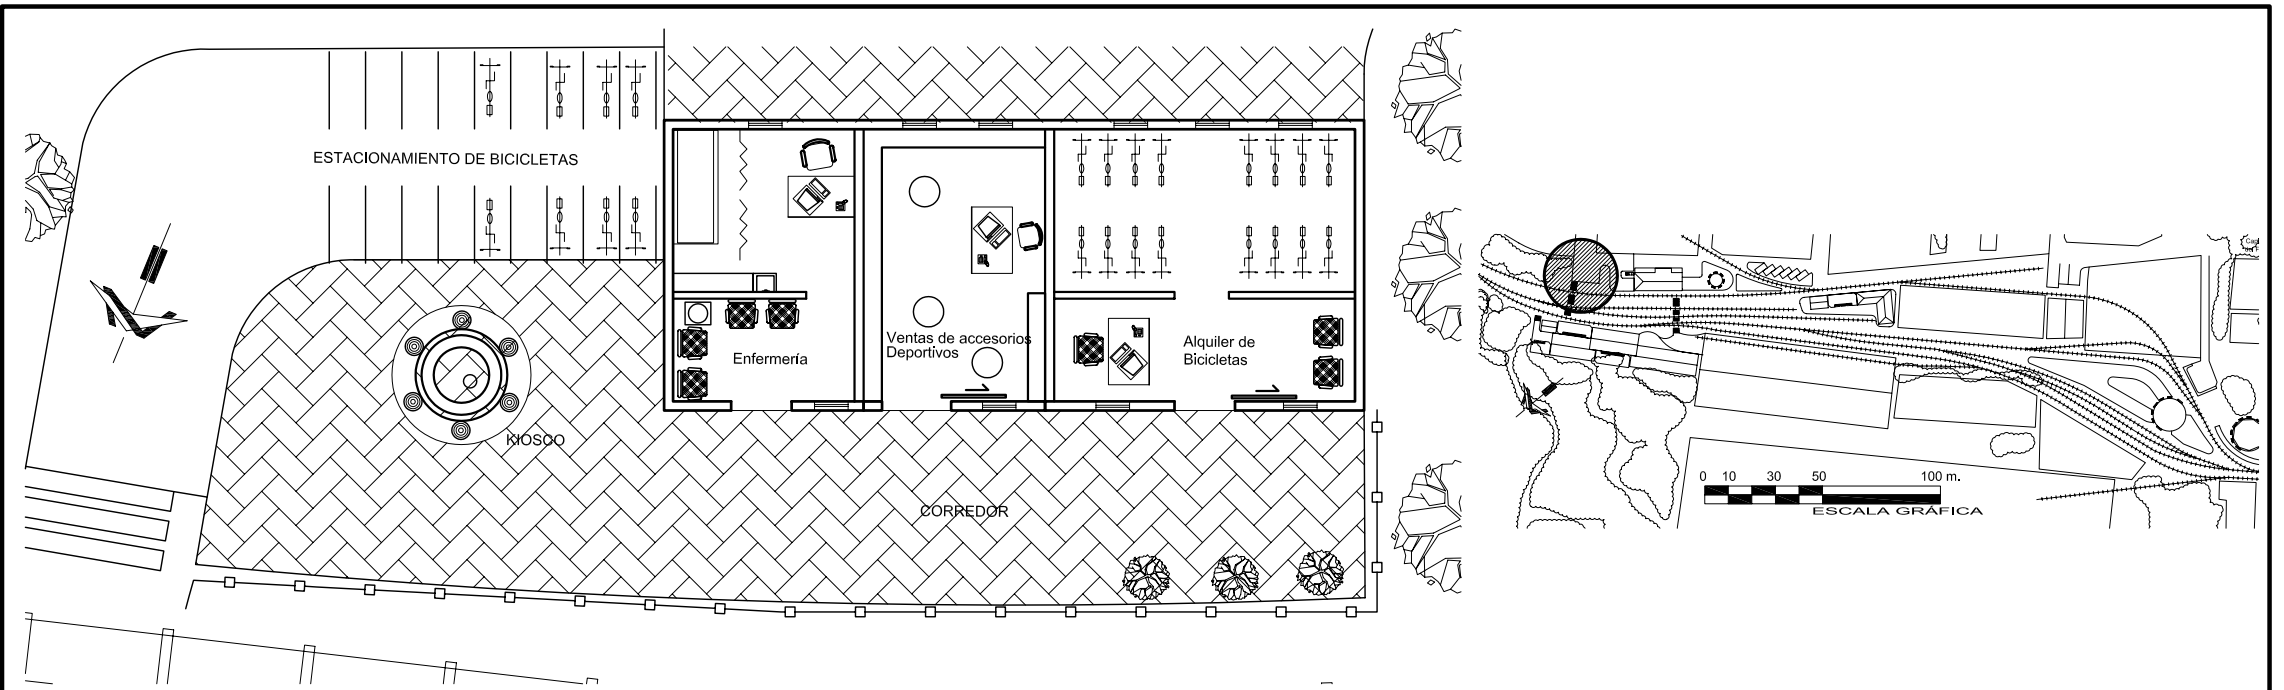 ESTACIONAMIENTO DE BICICLETAS
Enfermería
Ventas de accesorios
Deportivos
Alquiler de
Bicicletas
KIOSCO
CORREDOR
0 10 30 50 100 m.
ESCALA GRÁFICA